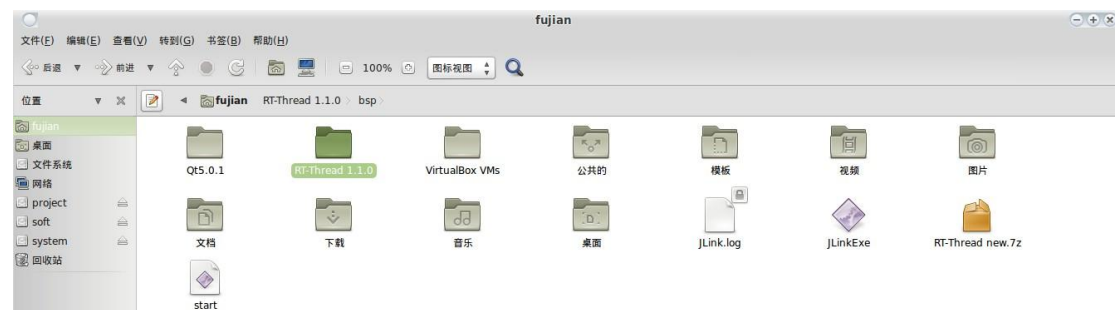 fujian
文件(F) 编辑(E) 查看(V) 转到(G) 书签(B) 帮助(H)
后退 前进 100% 图标视图
位置 fujian RT-Thread 1.1.0 bsp
fujian
桌面
文件系统
网络
project
soft
system
回收站
Qt5.0.1 RT-Thread 1.1.0 VirtualBox VMs 公共的 模板 视频 图片
文档 下载 音乐 桌面 JLink.log JLinkExe RT-Thread new.7z
start